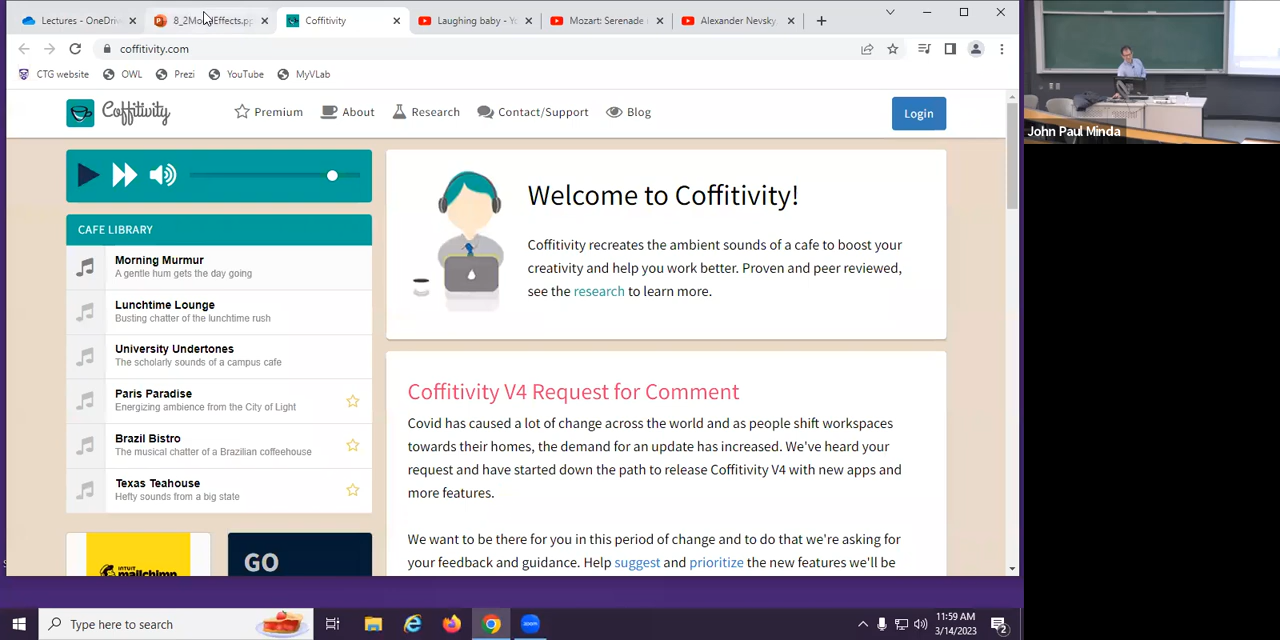 Lectures - OneDriv
8_2MoodEffects.pp
Coffitivity
Laughing baby - Yo
Mozart: Serenade
Alexander Nevsky,
coffitivity.com
CTG website
OWL
Prezi
YouTube
MyVLab
Coffitivity
Premium
About
Research
Contact/Support
Blog
Login
CAFE LIBRARY
Morning Murmur
A gentle hum gets the day going
Lunchtime Lounge
Busting chatter of the lunchtime rush
University Undertones
The scholarly sounds of a campus cafe
Paris Paradise
Energizing ambience from the City of Light
Brazil Bistro
The musical chatter of a Brazilian coffeehouse
Texas Teahouse
Hefty sounds from a big state
INTUIT
mailchimp
GO
Welcome to Coffitivity!
Coffitivity recreates the ambient sounds of a cafe to boost your
creativity and help you work better. Proven and peer reviewed,
see the research to learn more.
Coffitivity V4 Request for Comment
Covid has caused a lot of change across the world and as people shift workspaces
towards their homes, the demand for an update has increased. We've heard your
request and have started down the path to release Coffitivity V4 with new apps and
more features.
We want to be there for you in this period of change and to do that we're asking for
your feedback and guidance. Help suggest and prioritize the new features we'll be
John Paul Minda
Type here to search
zoom
11:59 AM
3/14/2023
2